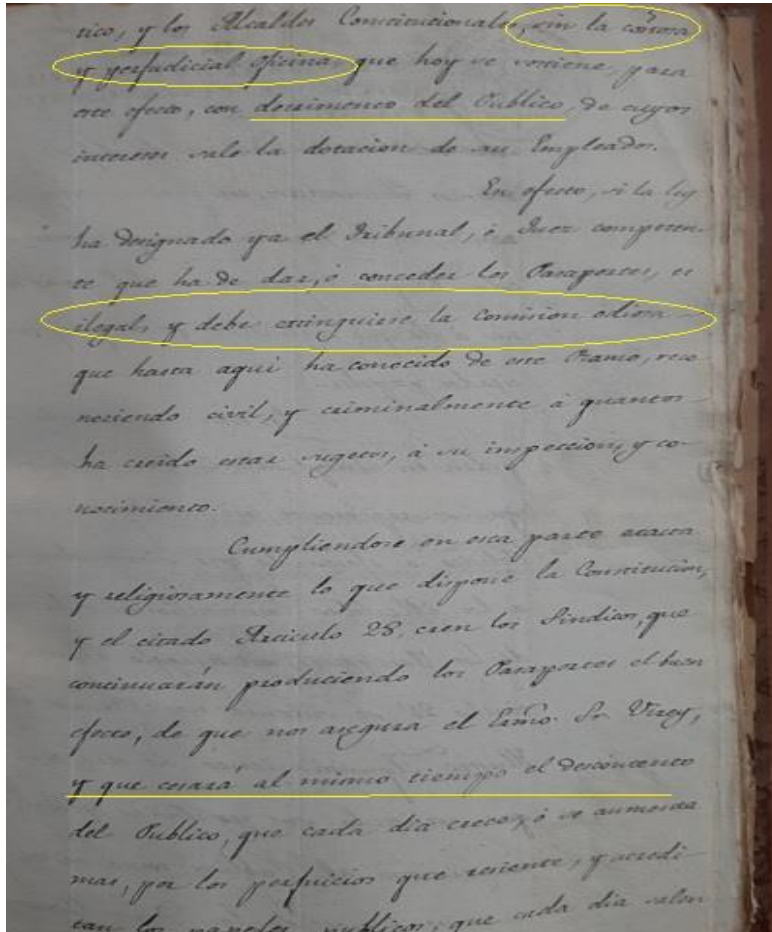 tico, y los Alcaldes Constitucionales, sin la
y perjudicial oficina que hoy se sostiene, para
este efecto, con detrimento del Publico, de cuyos
intereses sale la dotacion de su Empleados.
En efecto, si la ley
ha designado ya el Tribunal, ó Juez competen-
te que ha de dar, ó conceder los Pasaportes, es
ilegal, y debe extinguirse la Comision odiosa
que hasta aqui ha conocido de este Ramo, reco
nociendo civil, y criminalmente á quantos
ha creido estar sugetos, á su inspeccion, y co-
nocimiento.
Cumpliendose en esta parte exacta
y religiosamente lo que dispone la Constitucion,
y el citado Articulo 28, creen los Sindicos, que
continuarán produciendo los Pasaportes el buen
efecto, de que nos asegura el Exmo. Sr. Virey,
y que cesará al mismo tiempo el descontento
del Publico, que cada dia crece, ó se aumenta
mas, por los perjuicios que resiente, y acredi-
tan los papeles publicos, que cada dia salen